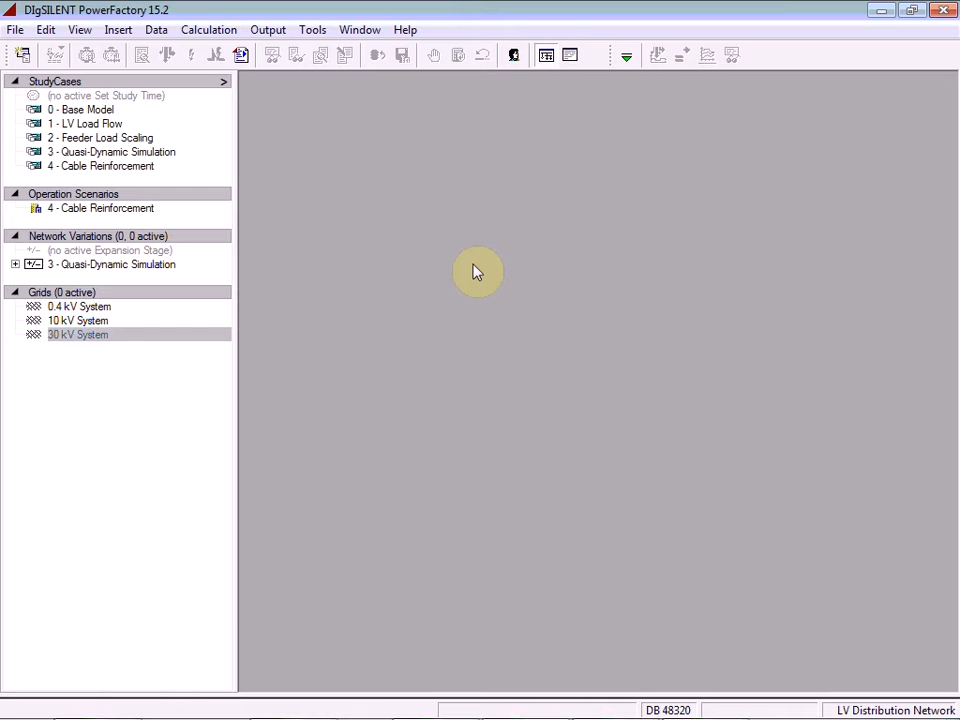 DIgSILENT PowerFactory 15.2
File Edit View Insert Data Calculation Output Tools Window Help
StudyCases >
(no active Set Study Time)
0 - Base Model
1 - LV Load Flow
2 - Feeder Load Scaling
3 - Quasi-Dynamic Simulation
4 - Cable Reinforcement
Operation Scenarios
4 - Cable Reinforcement
Network Variations (0, 0 active)
(no active Expansion Stage)
3 - Quasi-Dynamic Simulation
Grids (0 active)
0.4 kV System
10 kV System
30 kV System
DB 48320 LV Distribution Network